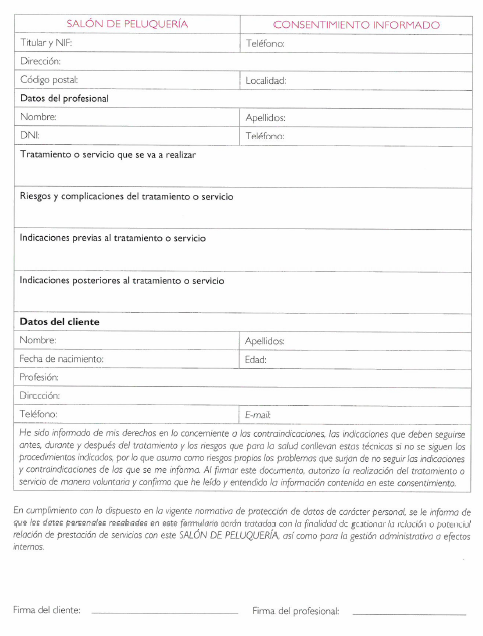 SALÓN DE PELUQUERÍA
CONSENTIMIENTO INFORMADO
Titular y NIF:
Teléfono:
Dirección:
Código postal:
Localidad:
Datos del profesional
Nombre:
Apellidos:
DNI:
Teléfono:
Tratamiento o servicio que se va a realizar
Riesgos y complicaciones del tratamiento o servicio
Indicaciones previas al tratamiento o servicio
Indicaciones posteriores al tratamiento o servicio
Datos del cliente
Nombre:
Apellidos:
Fecha de nacimiento:
Edad:
Profesión:
Dirección:
Teléfono:
E-mail:
He sido informado de mis derechos en lo concerniente a las contraindicaciones, las indicaciones que deben seguirse
antes, durante y después del tratamiento y los riesgos que para la salud conllevan estas técnicas si no se siguen los
procedimientos indicados, por lo que asumo como riesgos propios los problemas que surjan de no seguir las indicaciones
y contraindicaciones de las que se me informa. Al firmar este documento, autorizo la realización del tratamiento o
servicio de manera voluntaria y confirmo que he leído y entendido la información contenida en este consentimiento.
En cumplimiento con lo dispuesto en la vigente normativa de protección de datos de carácter personal, se le informa de
que los datos personales recabados en este formulario serán tratados con la finalidad de gestionar la relación o potencial
relación de prestación de servicios con este SALÓN DE PELUQUERÍA, así como para la gestión administrativa a efectos
internos.
Firma del cliente:
Firma del profesional: